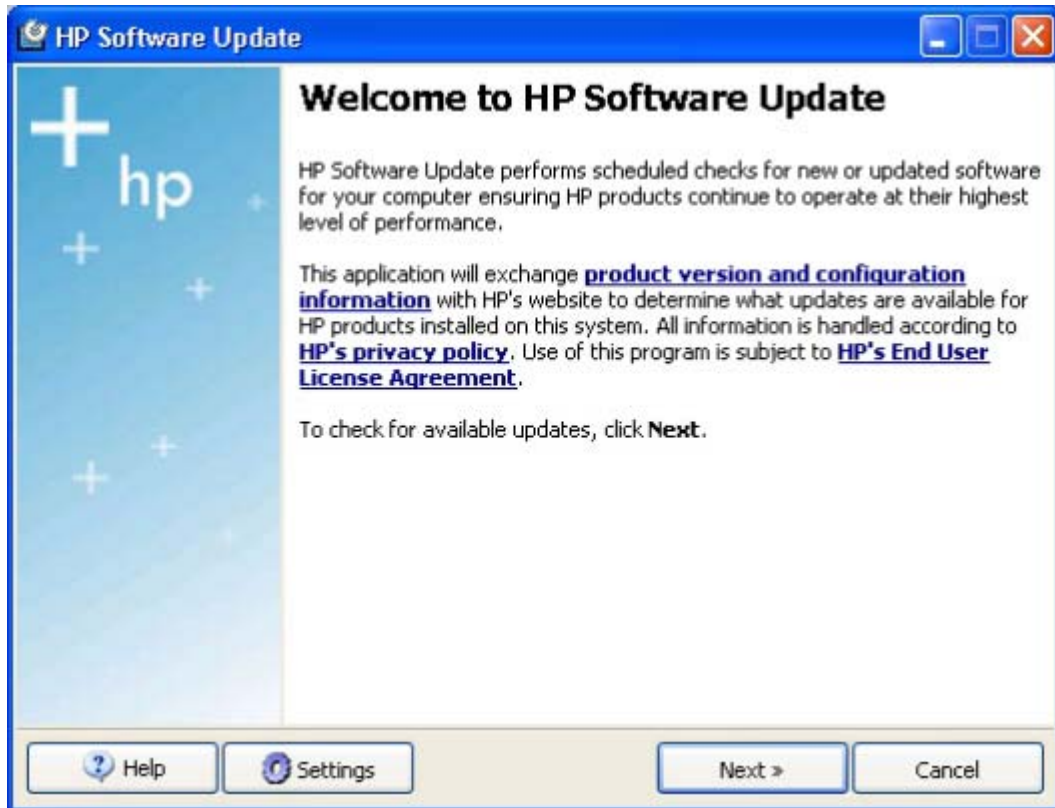 HP Software Update
hp
Welcome to HP Software Update
HP Software Update performs scheduled checks for new or updated software
for your computer ensuring HP products continue to operate at their highest
level of performance.
This application will exchange product version and configuration
information with HP's website to determine what updates are available for
HP products installed on this system. All information is handled according to
HP's privacy policy. Use of this program is subject to HP's End User
License Agreement.
To check for available updates, click Next.
Help
Settings
Next »
Cancel